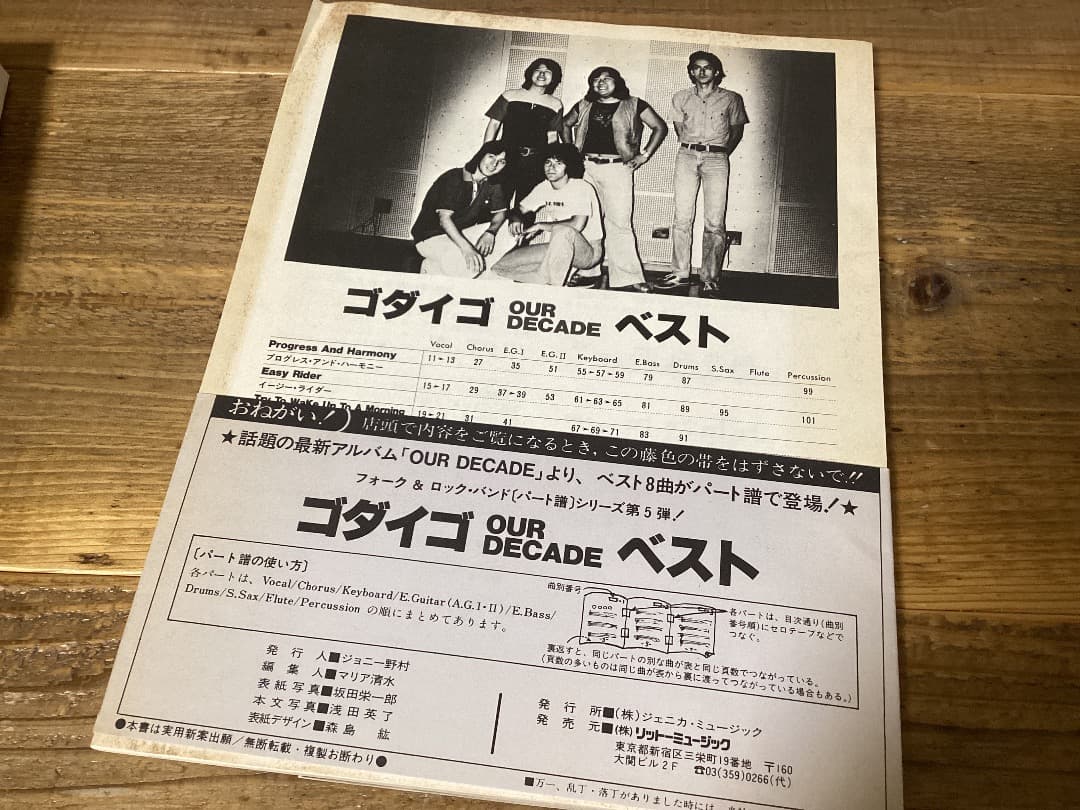 ゴダイゴ OUR DECADE ベスト
Vocal Chorus E.G.I E.G.II Keyboard E.Bass Drums S.Sax Flute Percussion
Progress And Harmony
プログレス・アンド・ハーモニー 11~13 27 35 51 55~57~59 79 87 99
Easy Rider
イージー・ライダー 15~17 29 37~39 53 61~63~65 81 89 95 101
Try To Wake Up To A Morning
19~21 31 41 67~69~71 83 91
おねがい! 店頭で内容をご覧になるとき,この藤色の帯をはずさないで!!
★話題の最新アルバム「OUR DECADE」より、ベスト8曲がパート譜で登場!★
フォーク & ロック・バンド〔パート譜〕シリーズ第5弾!
ゴダイゴ OUR DECADE ベスト
〔パート譜の使い方〕
各パートは、Vocal/Chorus/Keyboard/E.Guitar(A.G.I・II)/E.Bass/
Drums/S.Sax/Flute/Percussion の順にまとめてあります。
曲別番号
各パートは、目次通り(曲別
番号順)にセロテープなどで
つなぐ。
裏返すと、同じパートの別な曲が表と同じ頁数でつながっている。
(頁数の多いものは同じ曲が表から裏に渡ってつながっている場合もある。)
発行人■ジョニー野村
編集人■マリア清水
表紙写真■坂田栄一郎
本文写真■浅田英了
表紙デザイン■森島 紘
●本書は実用新案出願/無断転載・複製お断わり●
発行所■(株)ジェニカ・ミュージック
発売元■(株)リットーミュージック
東京都新宿区三栄町19番地 〒160
大関ビル2F ☎03(359)0266(代)
■万一、乱丁・落丁がありました時には、